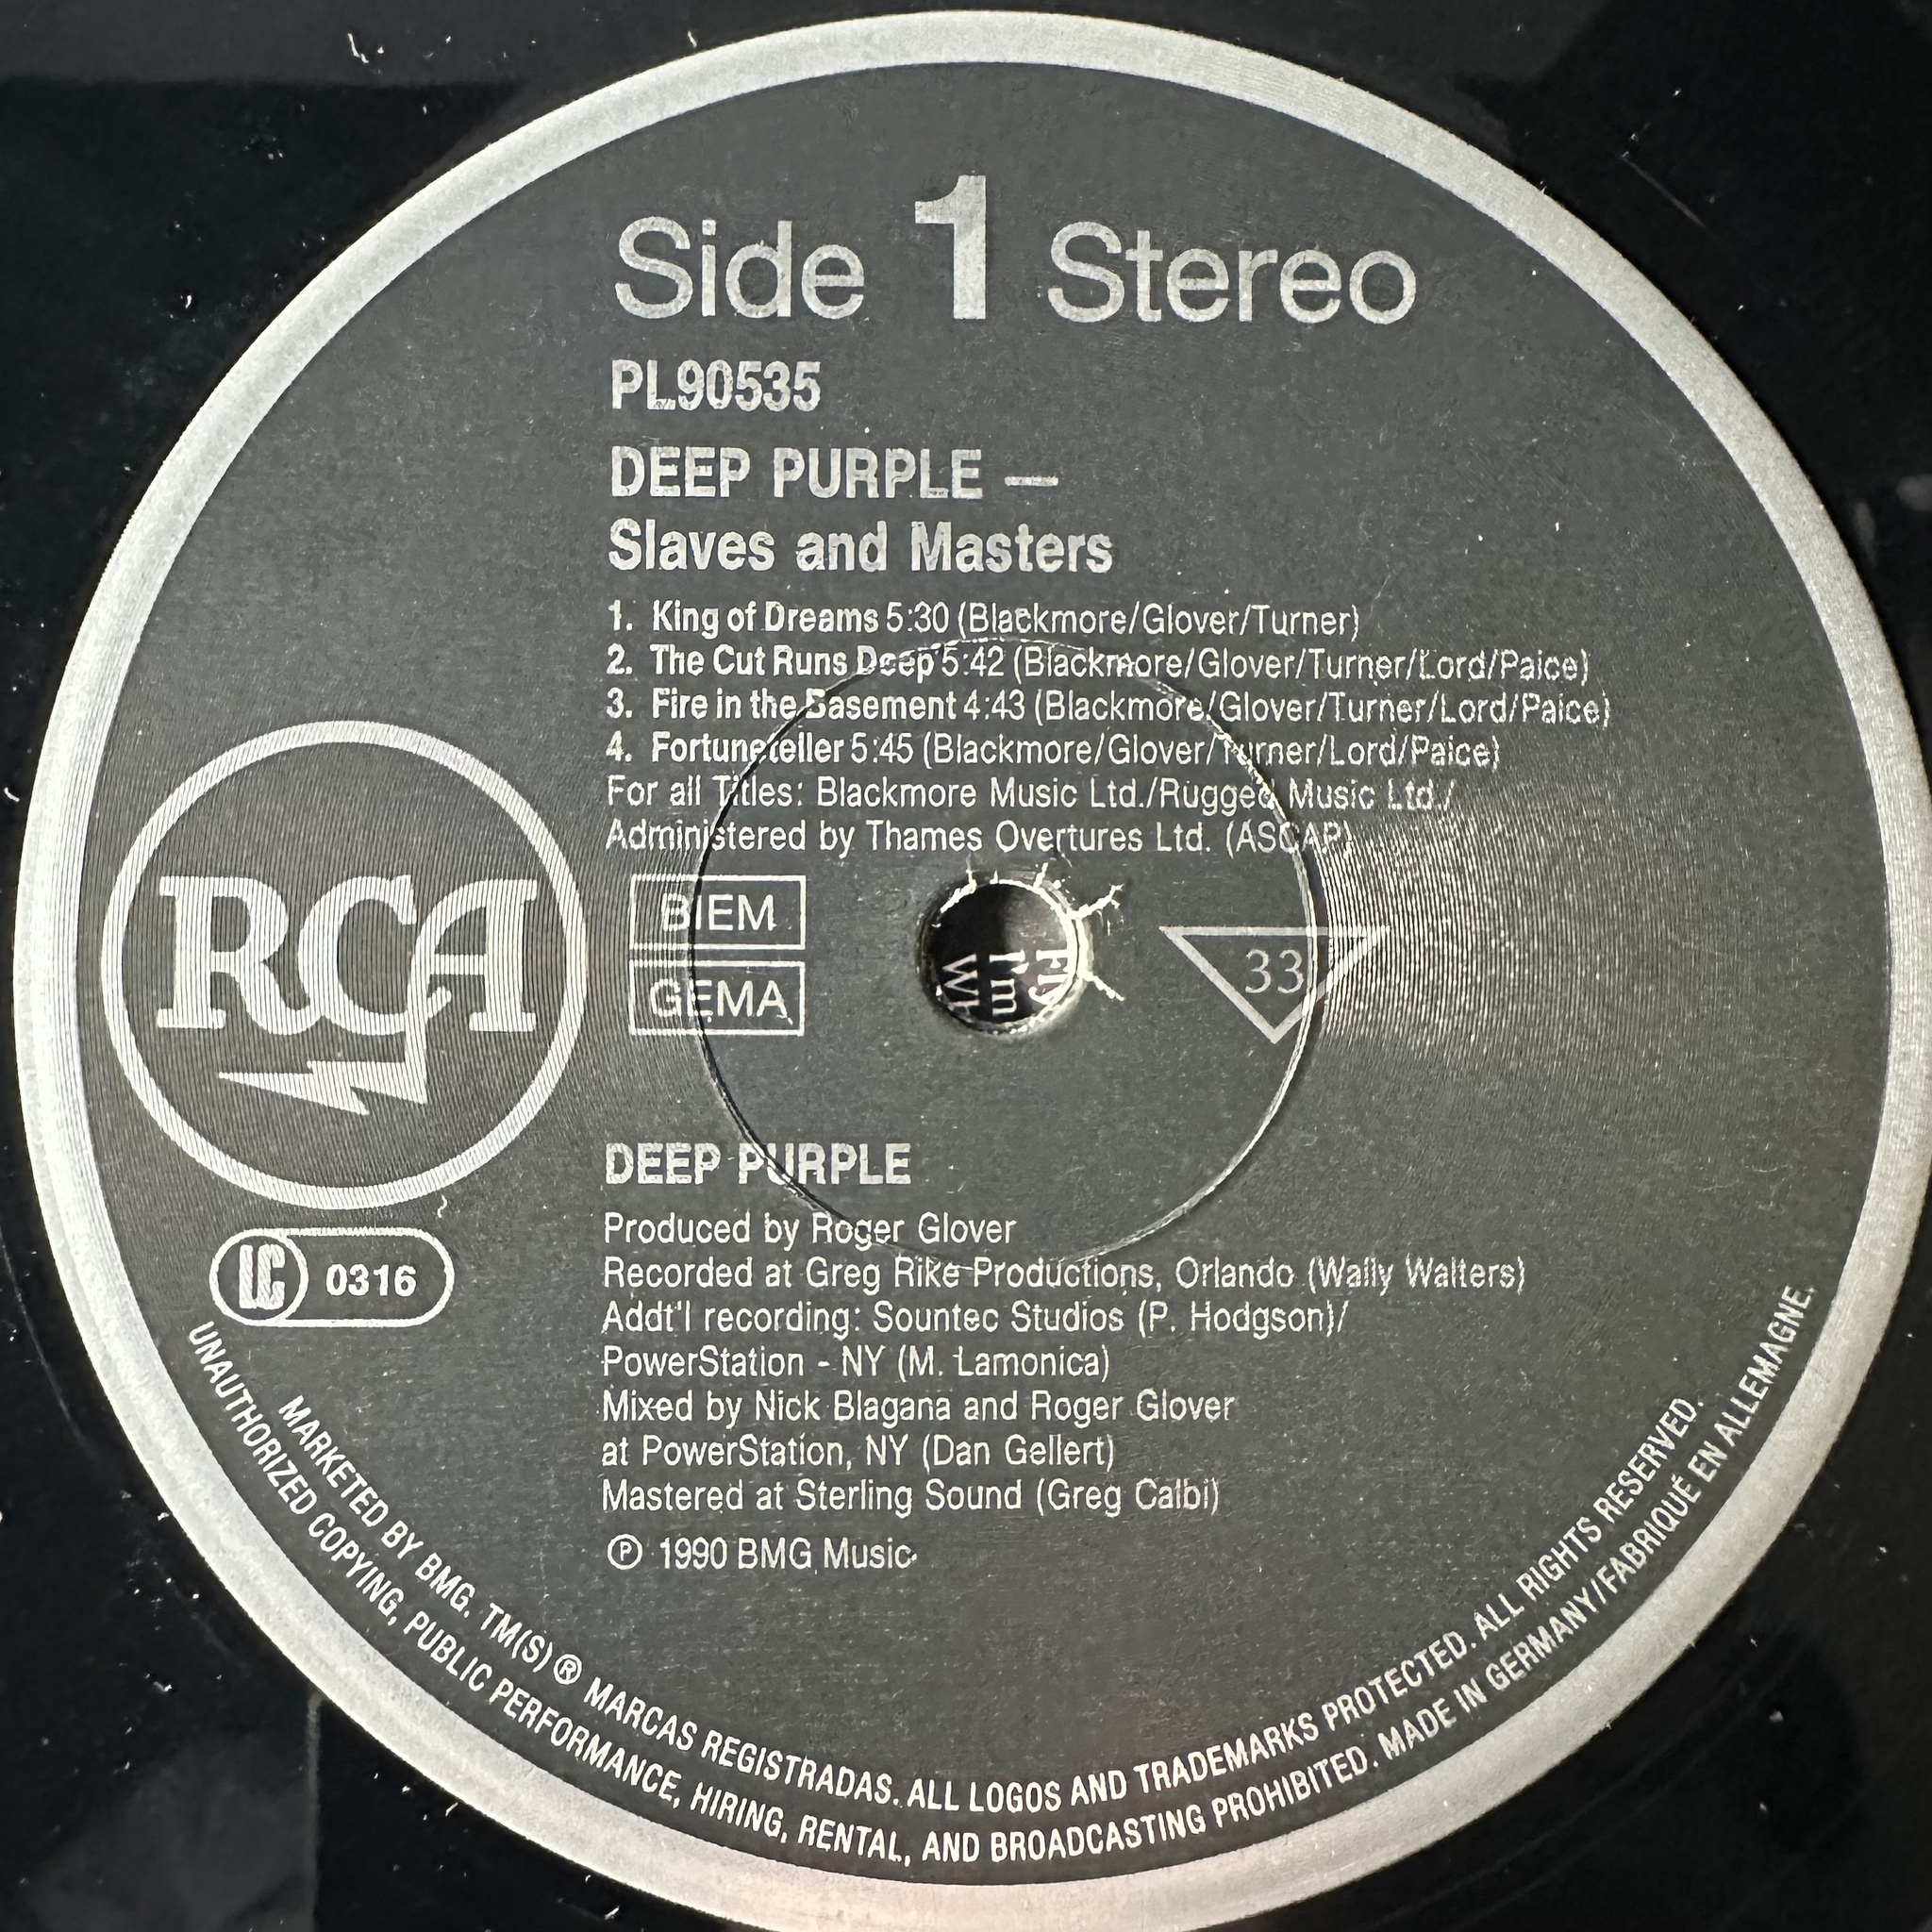 Side 1 Stereo
PL90535
DEEP PURPLE —
Slaves and Masters
1. King of Dreams 5:30 (Blackmore/Glover/Turner)
2. The Cut Runs Deep 5:42 (Blackmore/Glover/Turner/Lord/Paice)
3. Fire in the Basement 4:43 (Blackmore/Glover/Turner/Lord/Paice)
4. Fortuneteller 5:45 (Blackmore/Glover/Turner/Lord/Paice)
For all Titles: Blackmore Music Ltd./Rugged Music Ltd./
Administered by Thames Overtures Ltd. (ASCAP)
RCA
BIEM
GEMA
33
I'm
DEEP PURPLE
Produced by Roger Glover
Recorded at Greg Rike Productions, Orlando (Wally Walters)
Addt'l recording: Sountec Studios (P. Hodgson)/
PowerStation - NY (M. Lamonica)
Mixed by Nick Blagana and Roger Glover
at PowerStation, NY (Dan Gellert)
Mastered at Sterling Sound (Greg Calbi)
℗ 1990 BMG Music
LC 0316
MARKETED BY BMG. TM(S) ® MARCAS REGISTRADAS. ALL LOGOS AND TRADEMARKS PROTECTED. ALL RIGHTS RESERVED.
UNAUTHORIZED COPYING, PUBLIC PERFORMANCE, HIRING, RENTAL, AND BROADCASTING PROHIBITED. MADE IN GERMANY/FABRIQUÉ EN ALLEMAGNE.